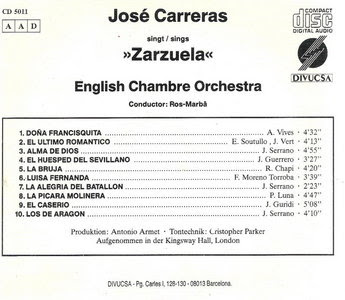 CD 5011
A A D
José Carreras
singt / sings
»Zarzuela«
COMPACT
disc
DIGITAL AUDIO
DIVUCSA
English Chambre Orchestra
Conductor: Ros-Marbà
1. DOÑA FRANCISQUITA A. Vives · 4'32"
2. EL ULTIMO ROMANTICO E. Soutullo , J. Vert · 4'13"
3. ALMA DE DIOS J. Serrano · 4'55"
4. EL HUESPED DEL SEVILLANO J. Guerrero · 3'27"
5. LA BRUJA R. Chapi · 4'20"
6. LUISA FERNANDA F. Moreno Torroba · 3'39"
7. LA ALEGRIA DEL BATALLON J. Serrano · 2'23"
8. LA PICARA MOLINERA P. Luna · 4'47"
9. EL CASERIO J. Guridi · 5'08"
10. LOS DE ARAGON J. Serrano · 4'10"
Produktion: Antonio Armet · Tontechnik: Cristopher Parker
Aufgenommen in der Kingsway Hall, London
DIVUCSA - Pg. Carles I, 128-130 - 08013 Barcelona.